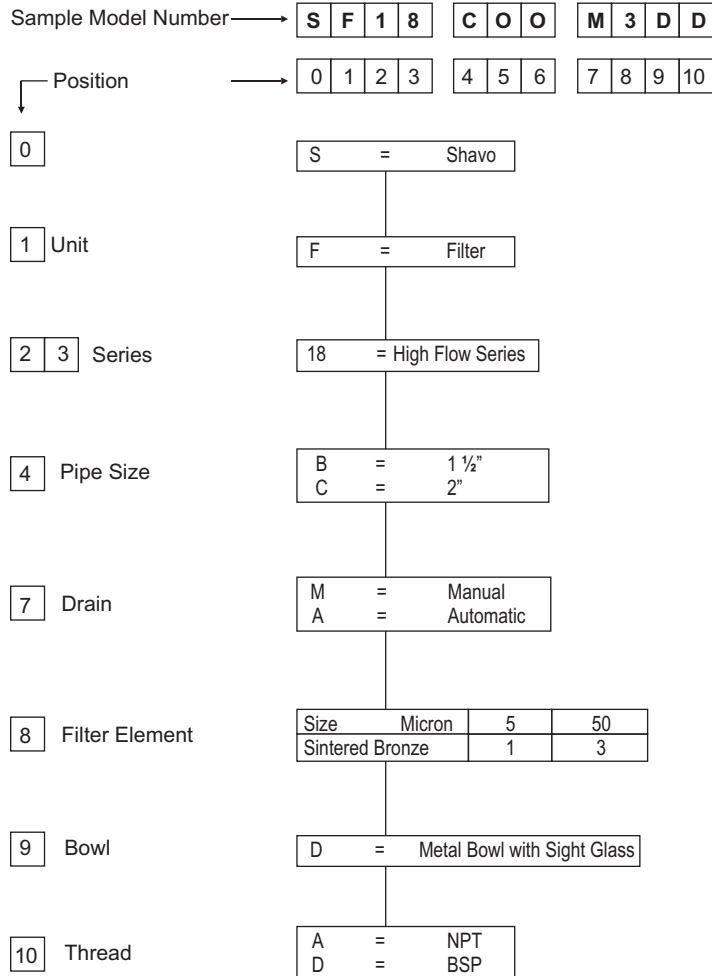 Sample Model Number S F 1 8 C O O M 3 D D
Position 0 1 2 3 4 5 6 7 8 9 10
0 S = Shavo
1 Unit F = Filter
2 3 Series 18 = High Flow Series
4 Pipe Size B = 1 ½”
C = 2”
7 Drain M = Manual
A = Automatic
8 Filter Element Size Micron 5 50
Sintered Bronze 1 3
9 Bowl D = Metal Bowl with Sight Glass
10 Thread A = NPT
D = BSP